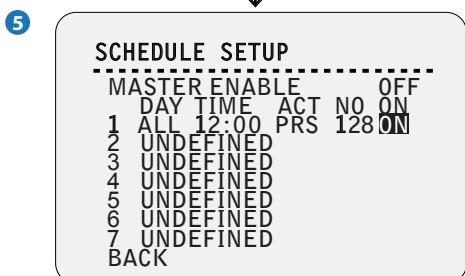 5
SCHEDULE SETUP
MASTER ENABLE OFF
DAY TIME ACT NO ON
1 ALL 12:00 PRS 128 ON
2 UNDEFINED
3 UNDEFINED
4 UNDEFINED
5 UNDEFINED
6 UNDEFINED
7 UNDEFINED
BACK